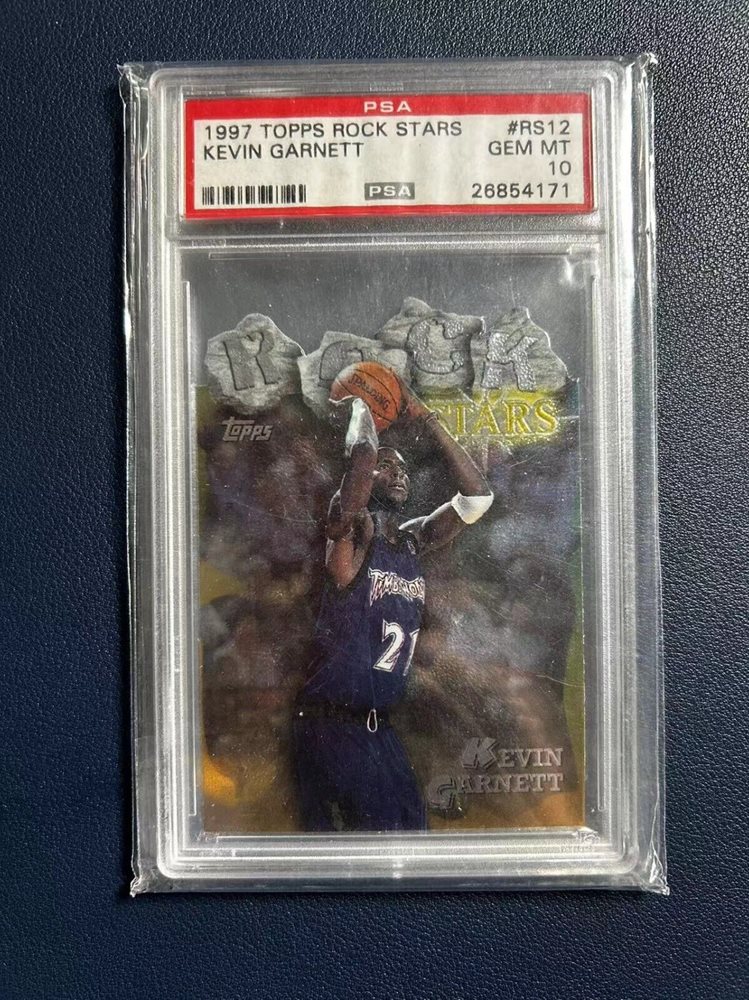 PSA
1997 TOPPS ROCK STARS #RS12
KEVIN GARNETT GEM MT
10
PSA 26854171
ROCK
STARS
TOPPS
SPALDING
21
KEVIN
GARNETT